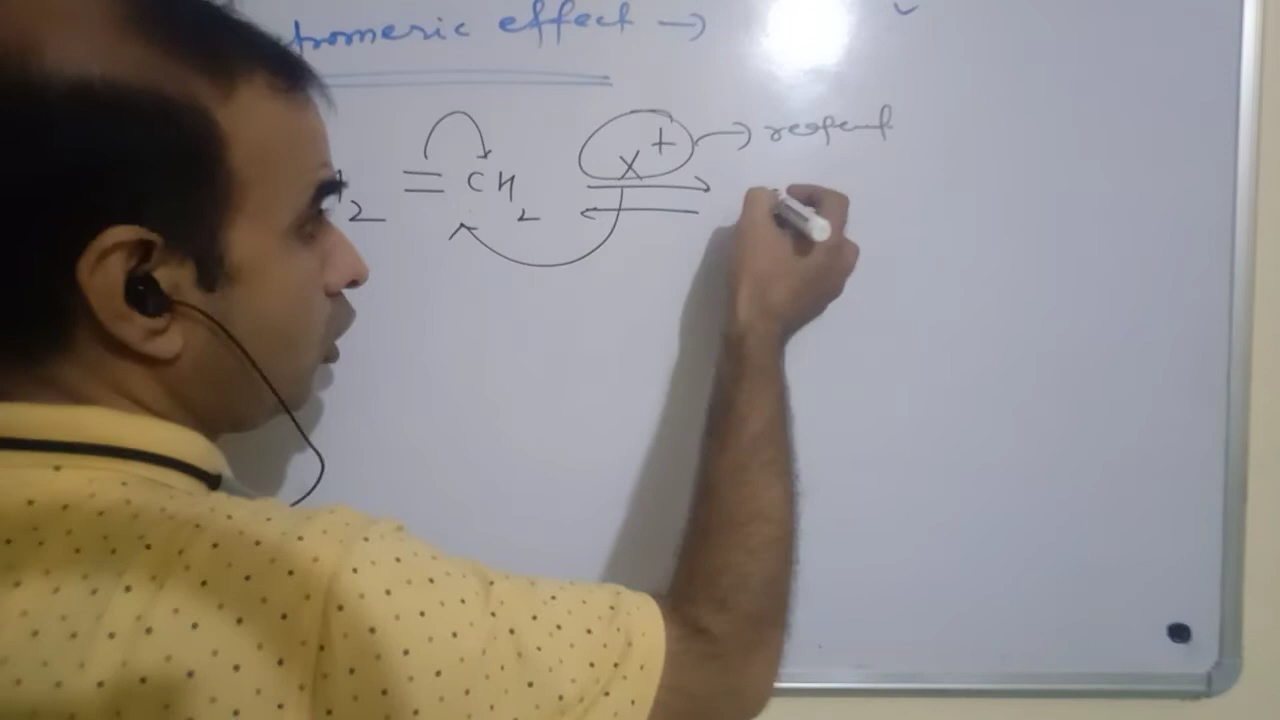 tromeric effect →
X + → reagent
2 = CH2 ⇌